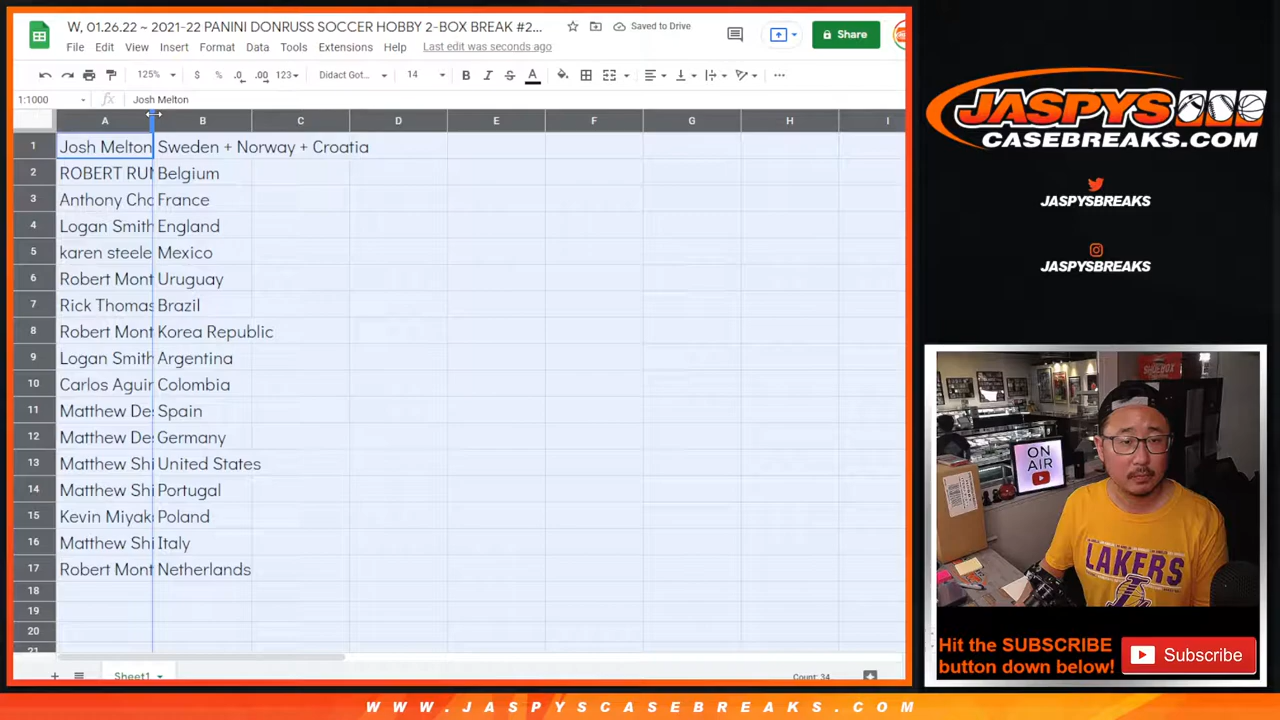 W, 01.26.22 ~ 2021-22 PANINI DONRUSS SOCCER HOBBY 2-BOX BREAK #2... Saved to Drive
File Edit View Insert Format Data Tools Extensions Help Last edit was seconds ago
Share
125% $ % .0 .00 123 Didact Got... 14 B I S A
1:1000 fx Josh Melton
A B C D E F G H I
1 Josh Melton Sweden + Norway + Croatia
2 ROBERT Belgium
3 Anthony France
4 Logan Smith England
5 karen steele Mexico
6 Robert Mont Uruguay
7 Rick Thomas Brazil
8 Robert Mont Korea Republic
9 Logan Smith Argentina
10 Carlos Aguir Colombia
11 Matthew De Spain
12 Matthew De Germany
13 Matthew Shi United States
14 Matthew Shi Portugal
15 Kevin Miyak Poland
16 Matthew Shi Italy
17 Robert Mont Netherlands
18
19
20
21
Sheet1
Count: 34
JASPYS
CASEBREAKS.COM
JASPYSBREAKS
JASPYSBREAKS
SHOEBOX
ON
AIR
LAKERS
Hit the SUBSCRIBE
button down below!
Subscribe
WWW.JASPYSCASEBREAKS.COM